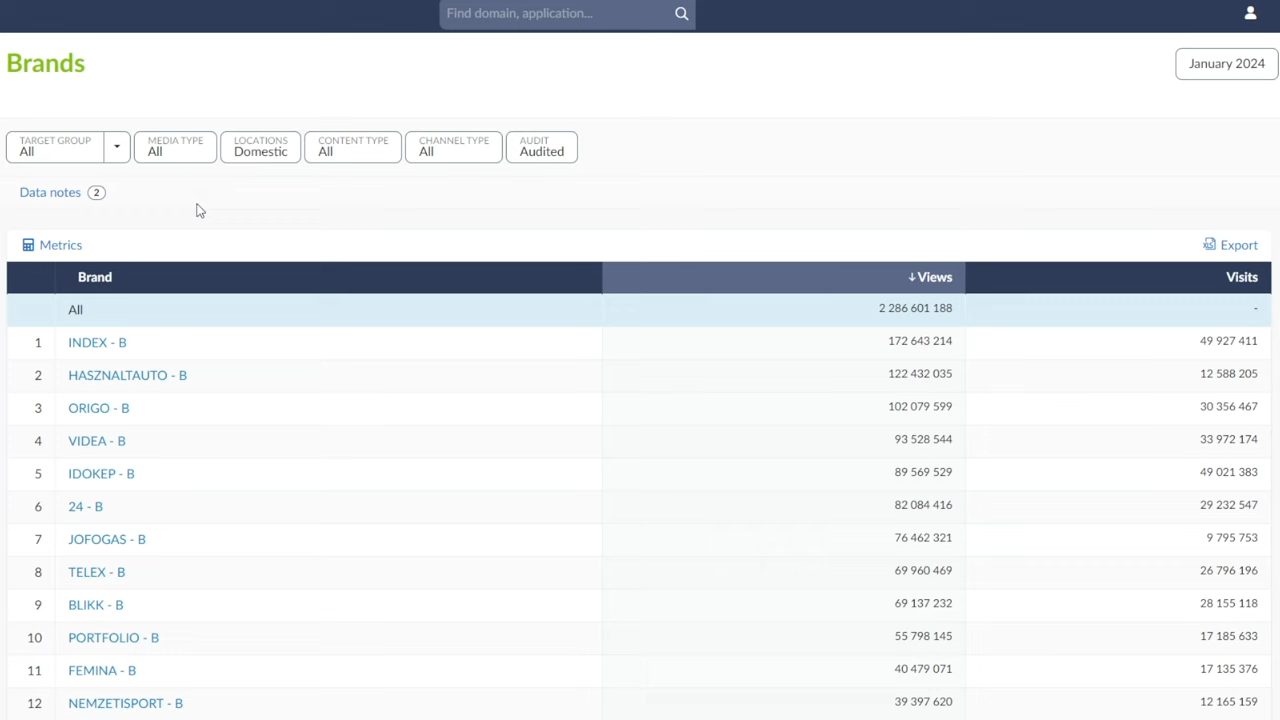 Find domain, application...
Brands
January 2024
TARGET GROUP MEDIA TYPE LOCATIONS CONTENT TYPE CHANNEL TYPE AUDIT
All All Domestic All All Audited
Data notes 2
Metrics Export
Brand ↓Views Visits
All 2 286 601 188 -
1 INDEX - B 172 643 214 49 927 411
2 HASZNALTAUTO - B 122 432 035 12 588 205
3 ORIGO - B 102 079 599 30 356 467
4 VIDEA - B 93 528 544 33 972 174
5 IDOKEP - B 89 569 529 49 021 383
6 24 - B 82 084 416 29 232 547
7 JOFOGAS - B 76 462 321 9 795 753
8 TELEX - B 69 960 469 26 796 196
9 BLIKK - B 69 137 232 28 155 118
10 PORTFOLIO - B 55 798 145 17 185 633
11 FEMINA - B 40 479 071 17 135 376
12 NEMZETISPORT - B 39 397 620 12 165 159